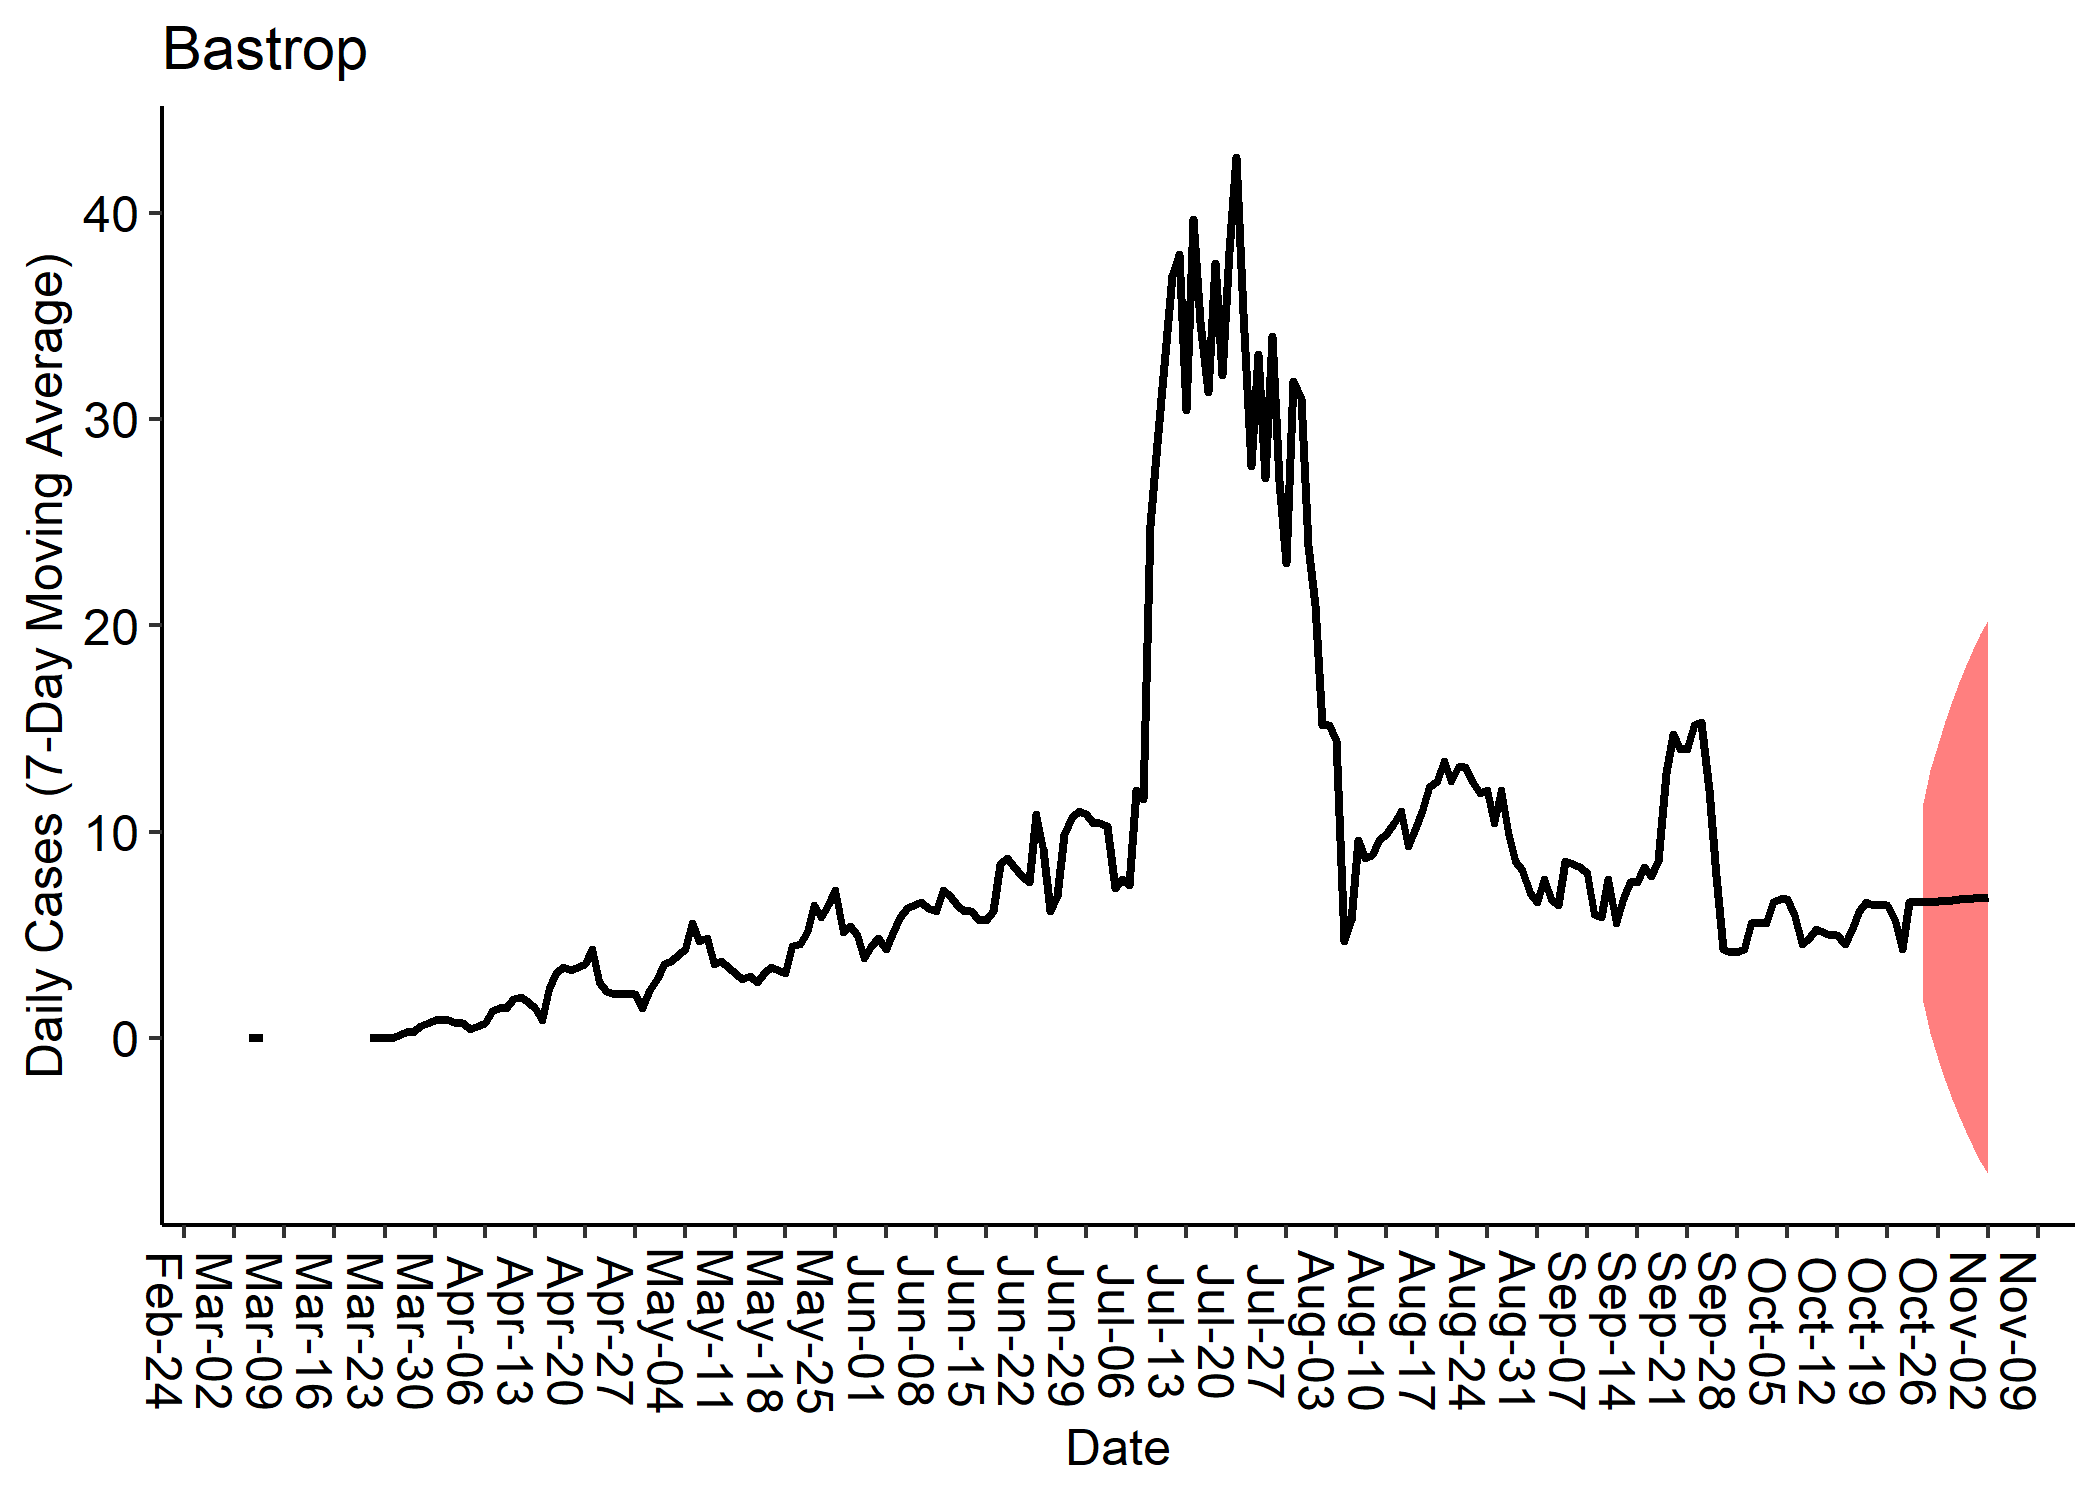 Bastrop
Daily Cases (7-Day Moving Average)
40
30
20
10
0
Feb-24
Mar-02
Mar-09
Mar-16
Mar-23
Mar-30
Apr-06
Apr-13
Apr-20
Apr-27
May-04
May-11
May-18
May-25
Jun-01
Jun-08
Jun-15
Jun-22
Jun-29
Jul-06
Jul-13
Jul-20
Jul-27
Aug-03
Aug-10
Aug-17
Aug-24
Aug-31
Sep-07
Sep-14
Sep-21
Sep-28
Oct-05
Oct-12
Oct-19
Oct-26
Nov-02
Nov-09
Date